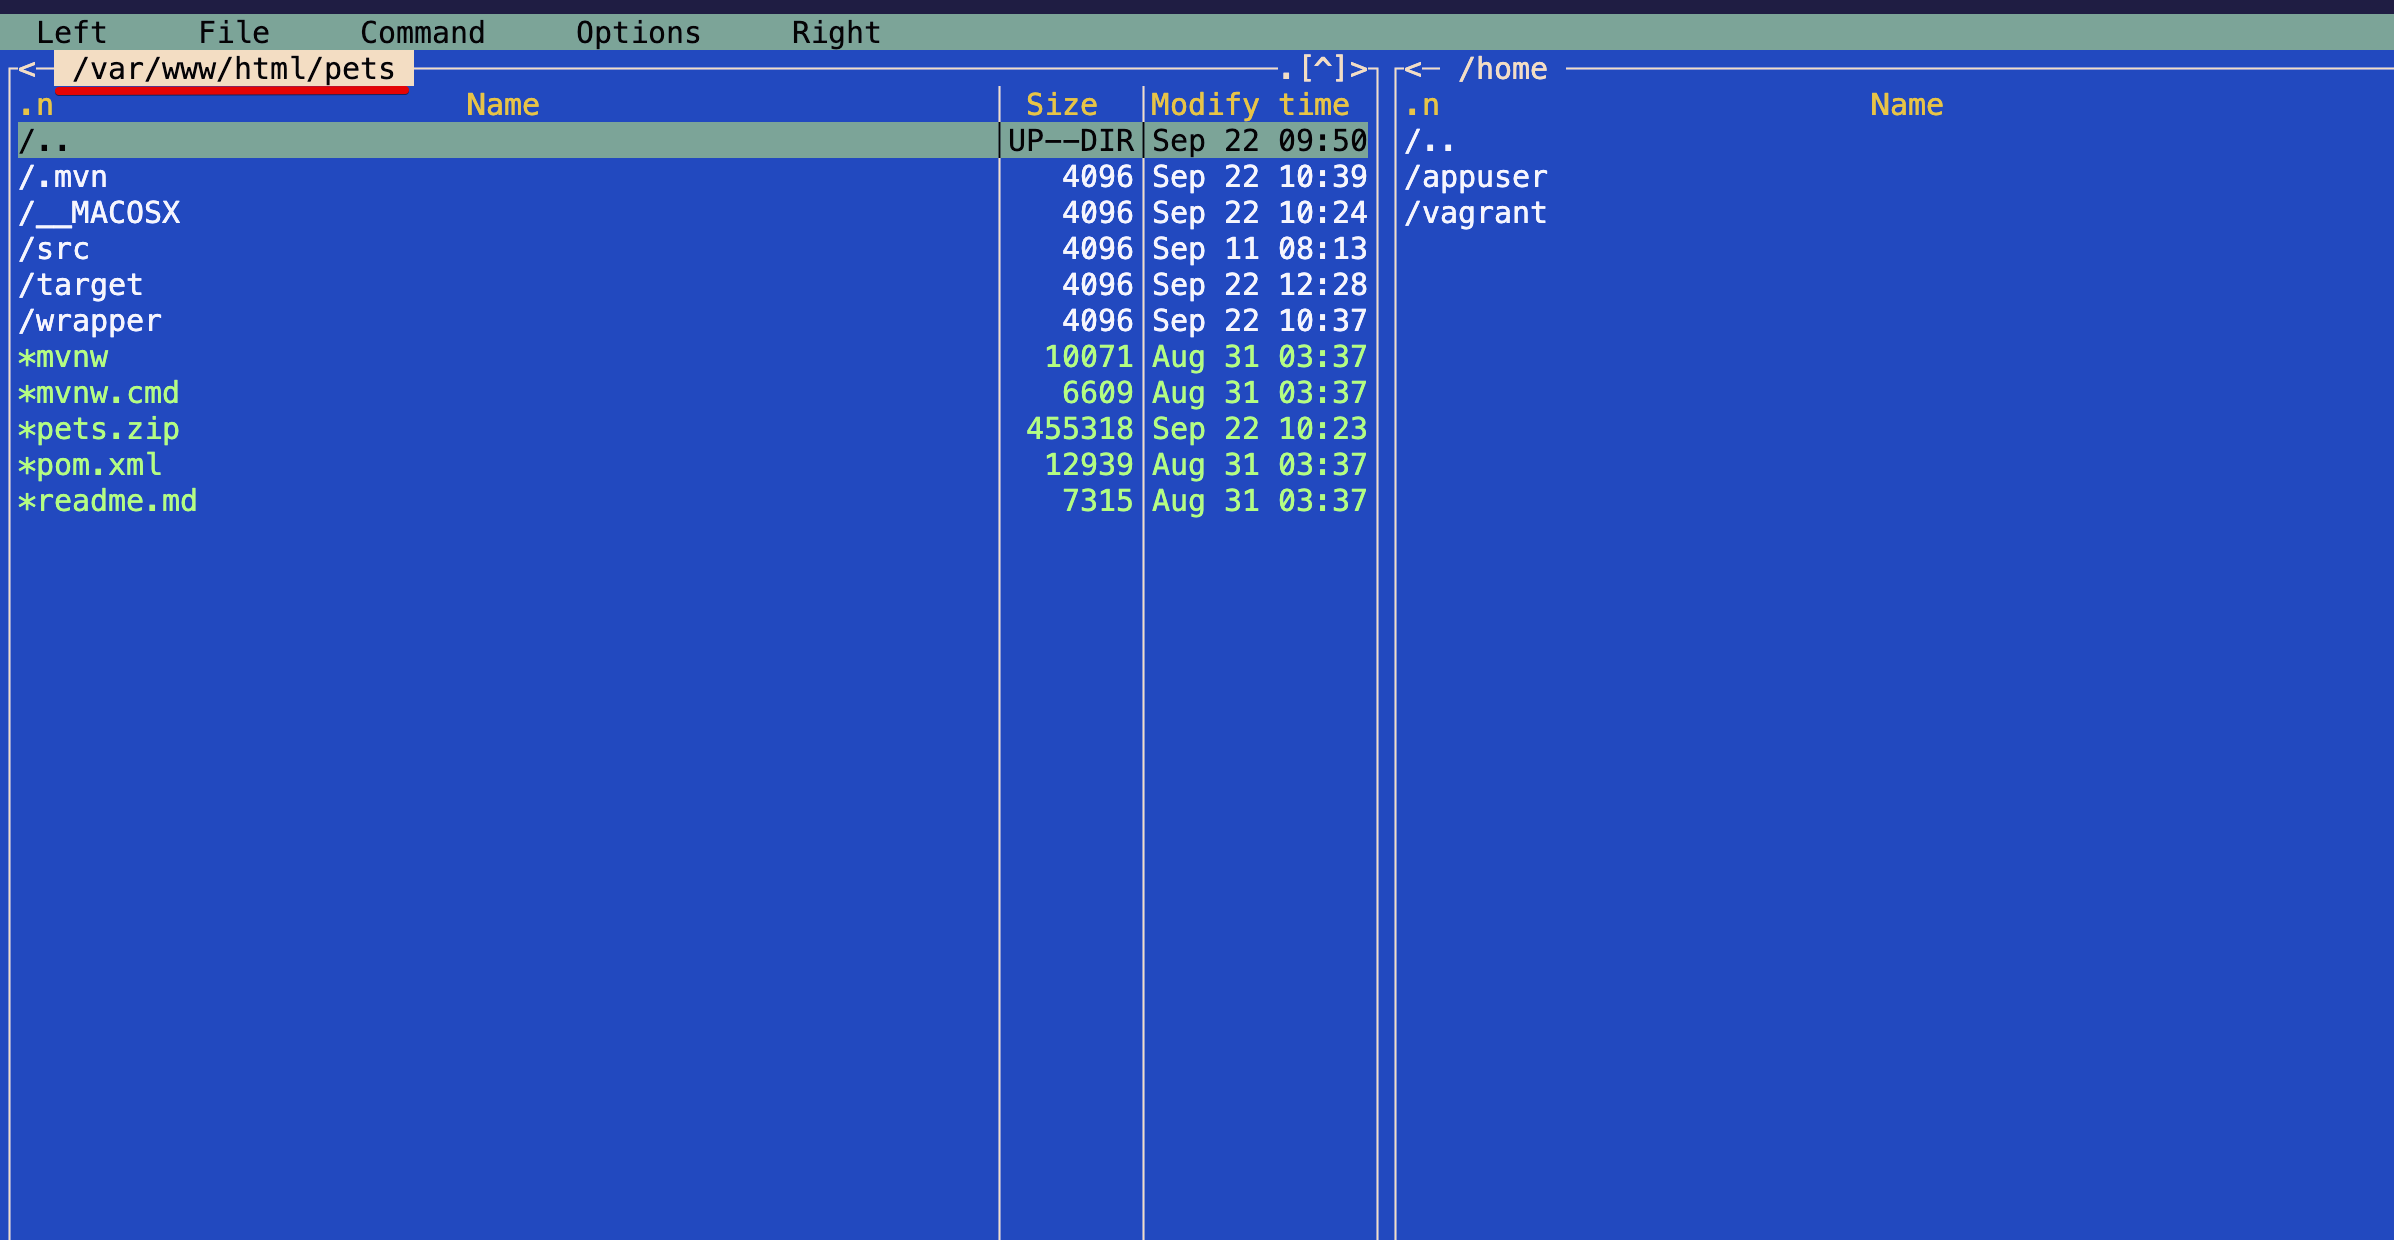 Left File Command Options Right
<─ /var/www/html/pets ─.[^]>
.n Name Size Modify time
/.. UP--DIR Sep 22 09:50
/.mvn 4096 Sep 22 10:39
/__MACOSX 4096 Sep 22 10:24
/src 4096 Sep 11 08:13
/target 4096 Sep 22 12:28
/wrapper 4096 Sep 22 10:37
*mvnw 10071 Aug 31 03:37
*mvnw.cmd 6609 Aug 31 03:37
*pets.zip 455318 Sep 22 10:23
*pom.xml 12939 Aug 31 03:37
*readme.md 7315 Aug 31 03:37
<─ /home
.n Name
/..
/appuser
/vagrant